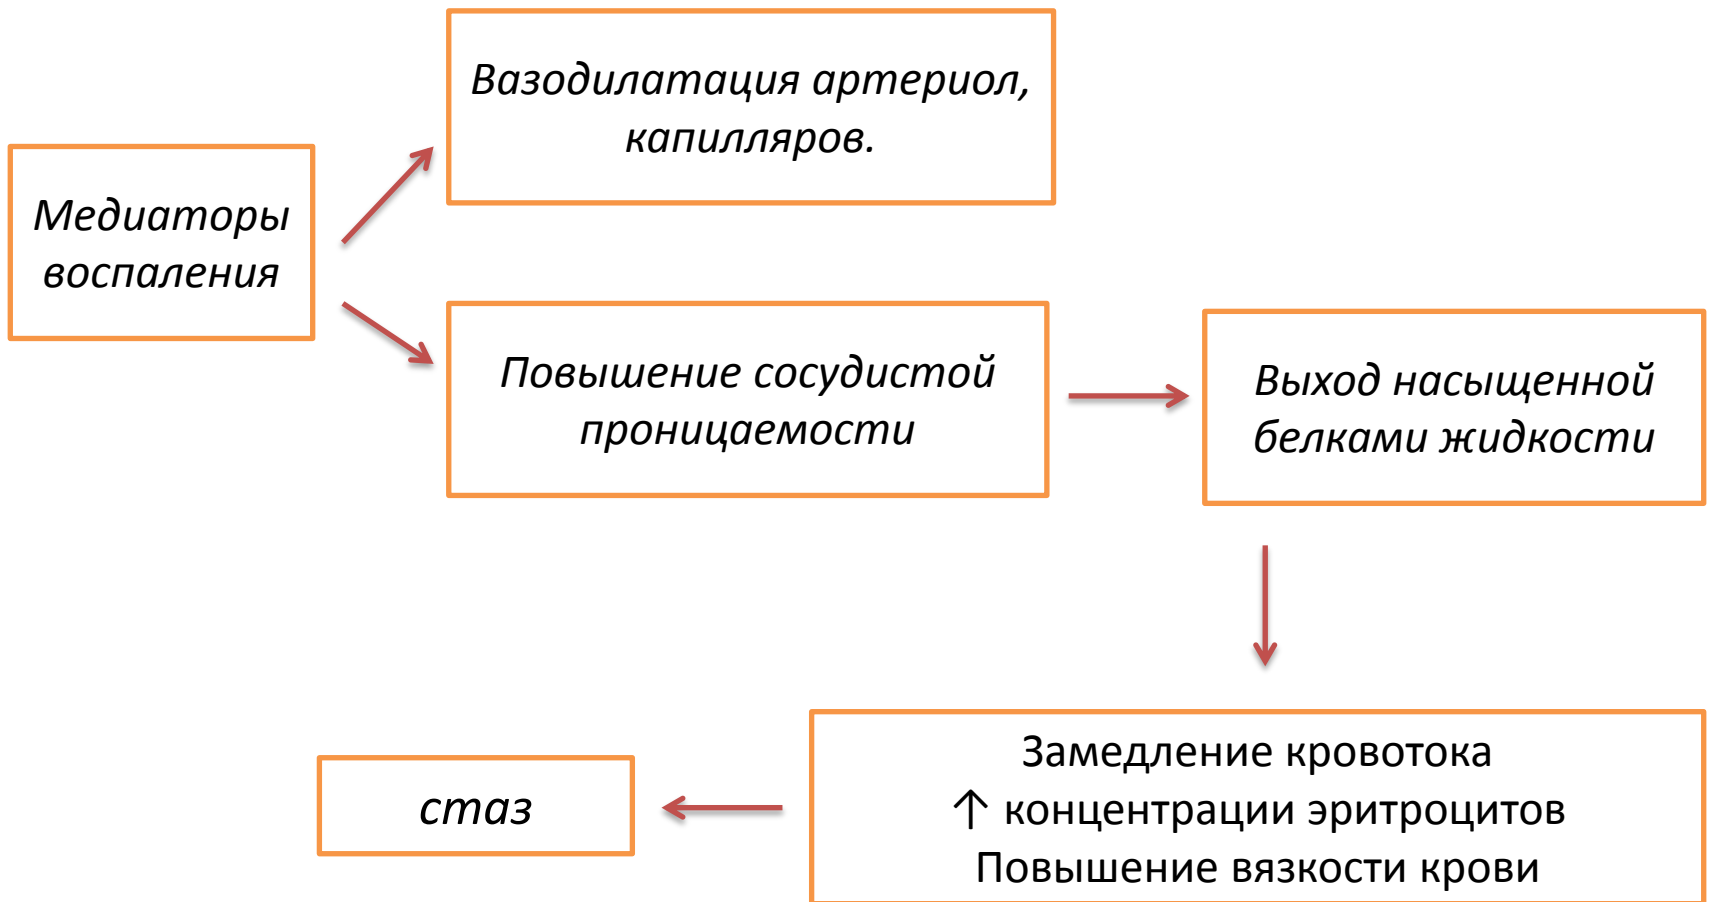 Вазодилатация артериол,
капилляров.
Медиаторы
воспаления
Повышение сосудистой
проницаемости
Выход насыщенной
белками жидкости
Замедление кровотока
↑ концентрации эритроцитов
Повышение вязкости крови
стаз